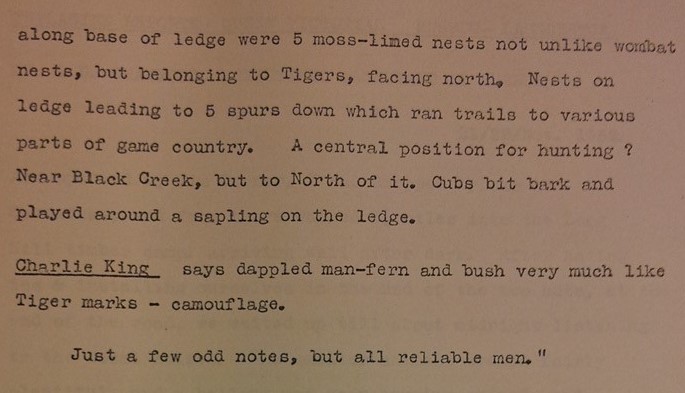 along base of ledge were 5 moss-limed nests not unlike wombat
nests, but belonging to Tigers, facing north. Nests on
ledge leading to 5 spurs down which ran trails to various
parts of game country. A central position for hunting ?
Near Black Creek, but to North of it. Cubs bit bark and
played around a sapling on the ledge.
Charlie King says dappled man-fern and bush very much like
Tiger marks - camouflage.
Just a few odd notes, but all reliable men."